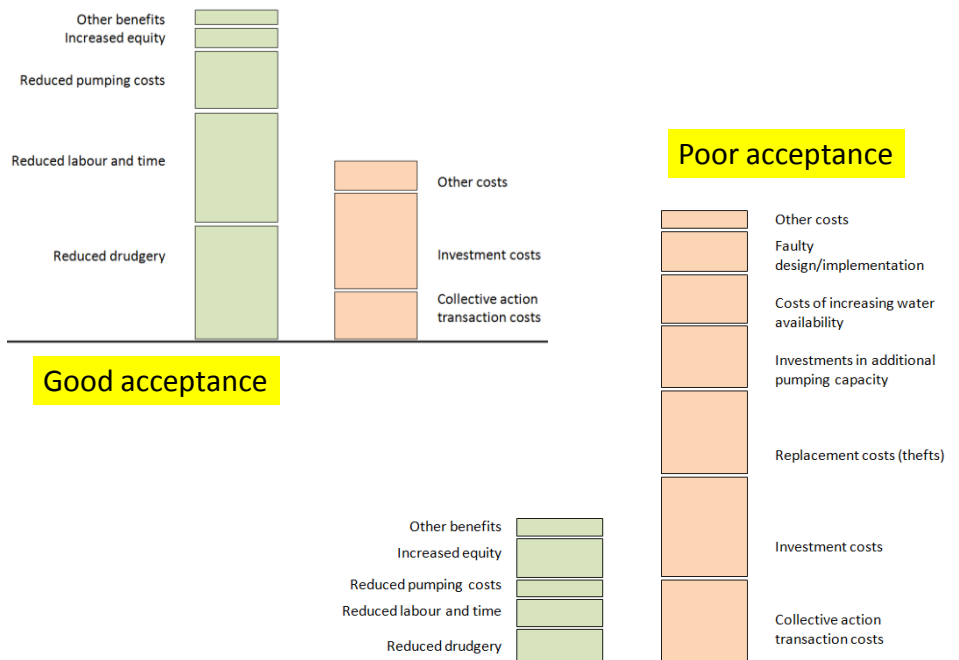 Other benefits
Increased equity
Reduced pumping costs
Reduced labour and time
Reduced drudgery
Other costs
Investment costs
Collective action
transaction costs
Good acceptance
Poor acceptance
Other costs
Faulty
design/implementation
Costs of increasing water
availability
Investments in additional
pumping capacity
Replacement costs (thefts)
Investment costs
Collective action
transaction costs
Other benefits
Increased equity
Reduced pumping costs
Reduced labour and time
Reduced drudgery